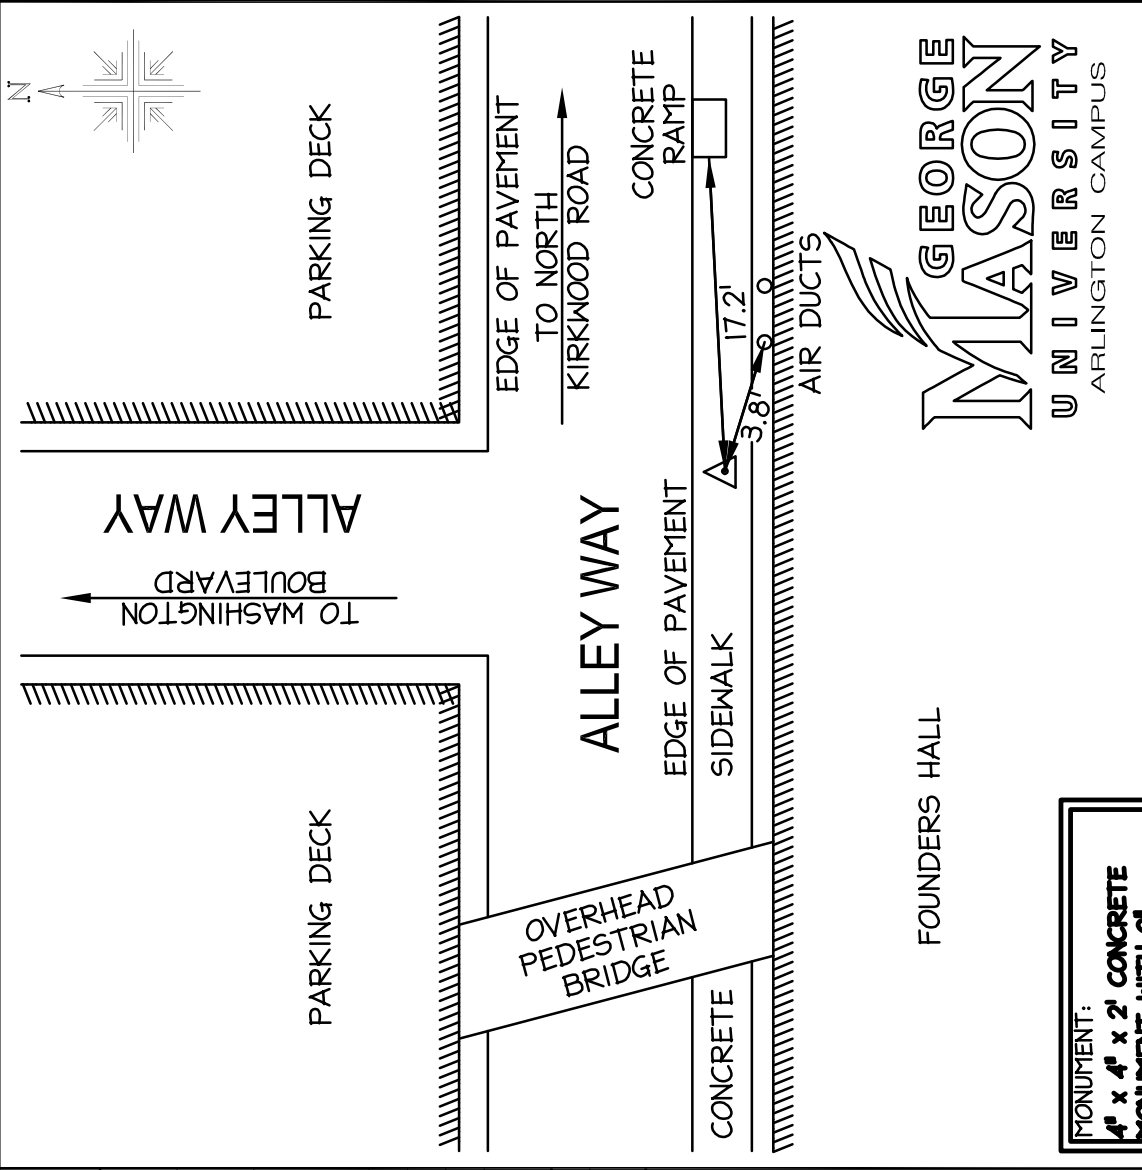 N
PARKING DECK
PARKING DECK
ALLEY WAY
TO WASHINGTON
BOULEVARD
EDGE OF PAVEMENT
TO NORTH
KIRKWOOD ROAD
ALLEY WAY
OVERHEAD
PEDESTRIAN
BRIDGE
CONCRETE
RAMP
EDGE OF PAVEMENT
CONCRETE
SIDEWALK
17.2'
3.8'
AIR DUCTS
FOUNDERS HALL
GEORGE
MASON
UNIVERSITY
ARLINGTON CAMPUS
MONUMENT:
4" x 4" x 2' CONCRETE
MONUMENT WITH